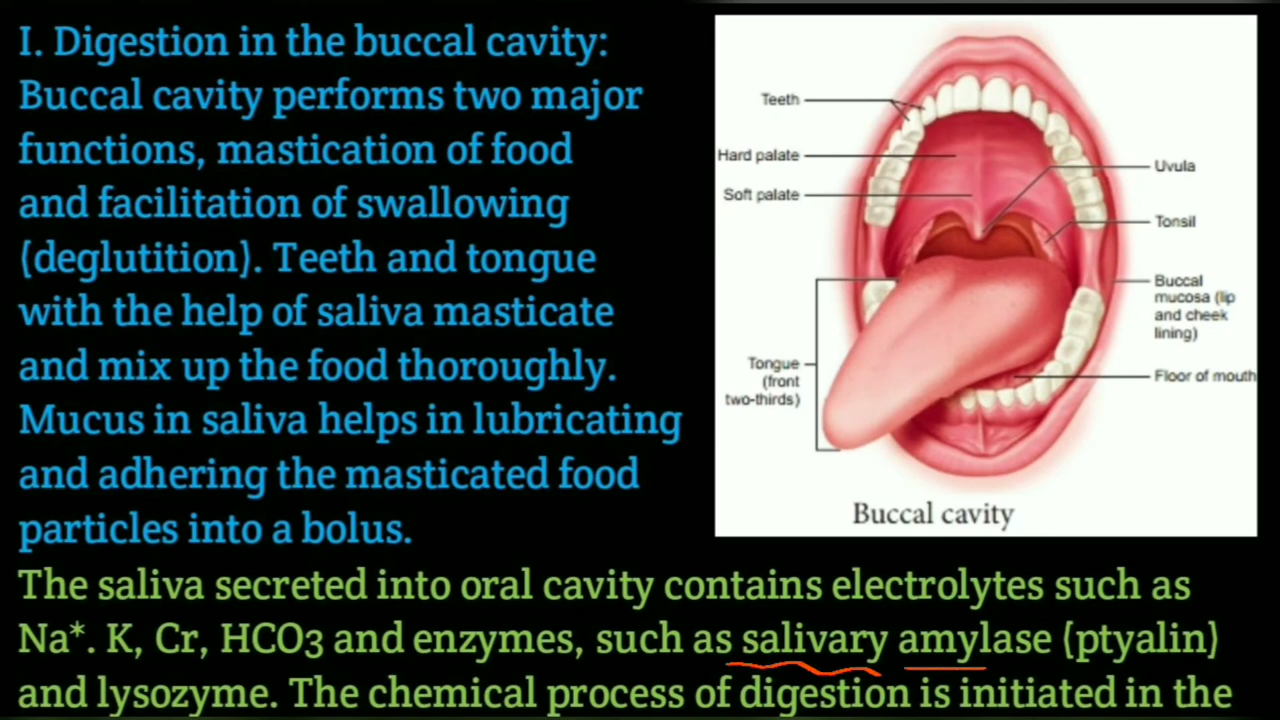 I. Digestion in the buccal cavity:
Buccal cavity performs two major
functions, mastication of food
and facilitation of swallowing
(deglutition). Teeth and tongue
with the help of saliva masticate
and mix up the food thoroughly.
Mucus in saliva helps in lubricating
and adhering the masticated food
particles into a bolus.
Teeth
Hard palate
Soft palate
Tongue
(front
two-thirds)
Uvula
Tonsil
Buccal
mucosa (lip
and cheek
lining)
Floor of mouth
Buccal cavity
The saliva secreted into oral cavity contains electrolytes such as
Na*. K, Cr, HCO3 and enzymes, such as salivary amylase (ptyalin)
and lysozyme. The chemical process of digestion is initiated in the